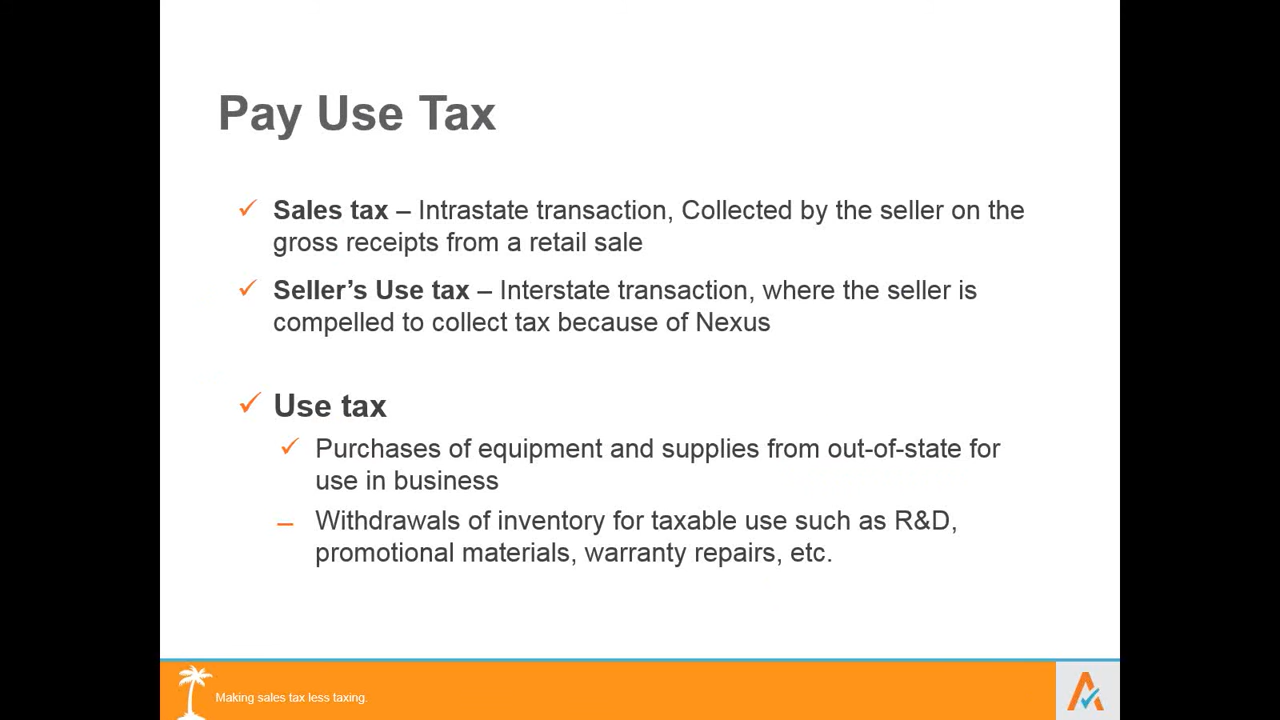 Pay Use Tax
✓ Sales tax – Intrastate transaction, Collected by the seller on the
gross receipts from a retail sale
✓ Seller’s Use tax – Interstate transaction, where the seller is
compelled to collect tax because of Nexus
✓ Use tax
✓ Purchases of equipment and supplies from out-of-state for
use in business
– Withdrawals of inventory for taxable use such as R&D,
promotional materials, warranty repairs, etc.
Making sales tax less taxing.